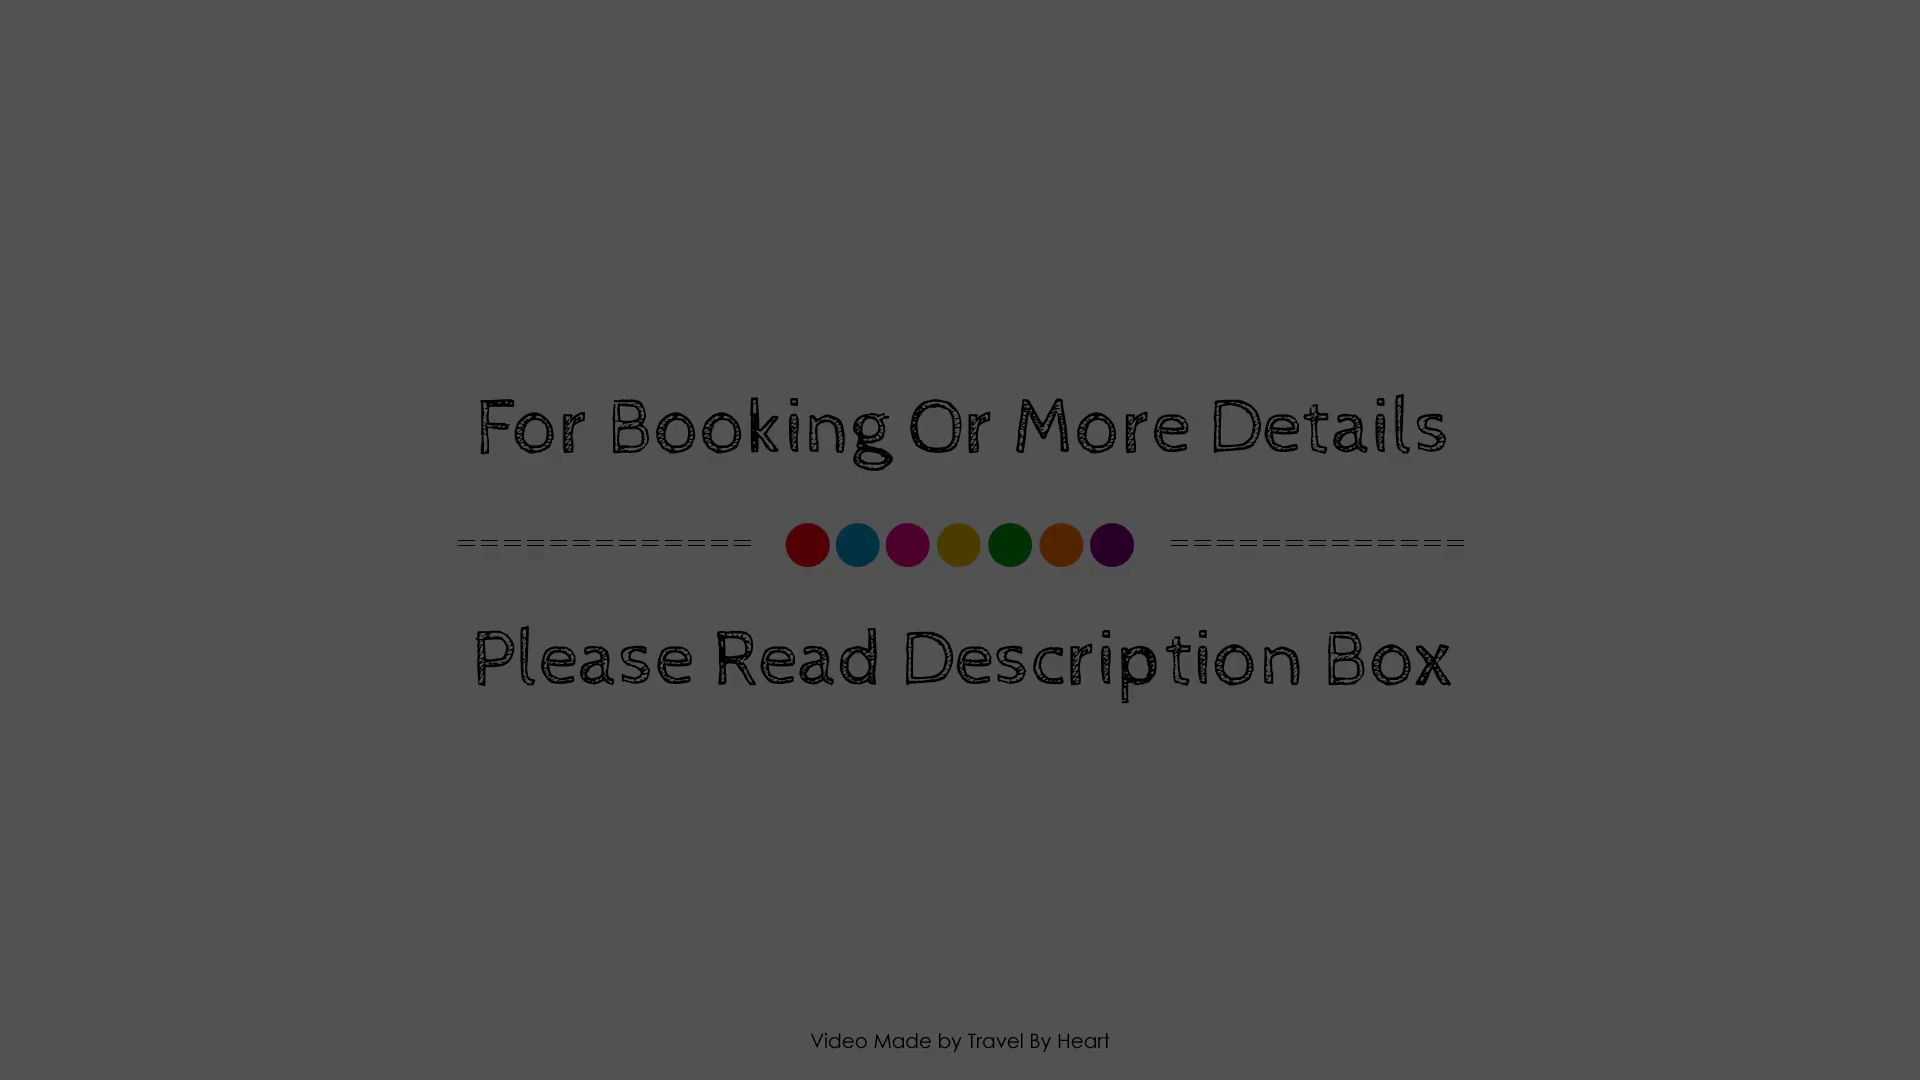 For Booking Or More Details
============= =============
Please Read Description Box
Video Made by Travel By Heart